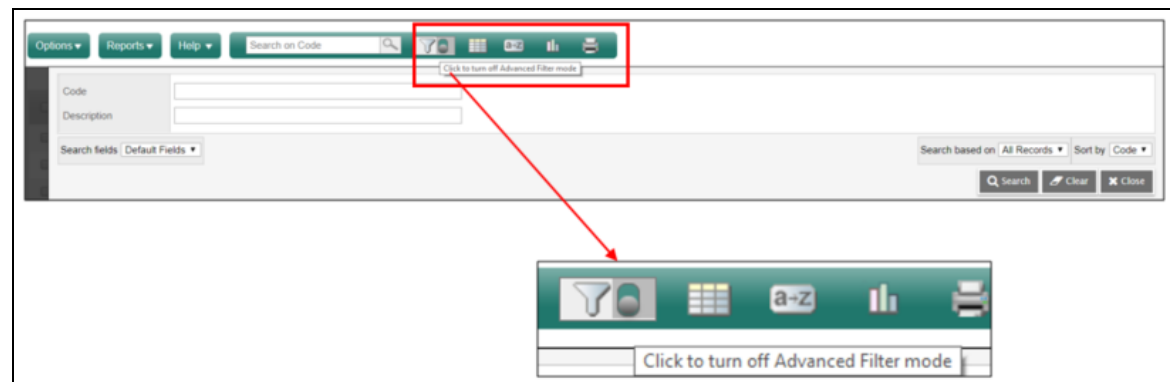 Options▾ Reports▾ Help ▾ Search on Code a→z
Click to turn off Advanced Filter mode
Code
Description
Search fields Default Fields ▾ Search based on All Records ▾ Sort by Code ▾
Search Clear Close
a→z
Click to turn off Advanced Filter mode